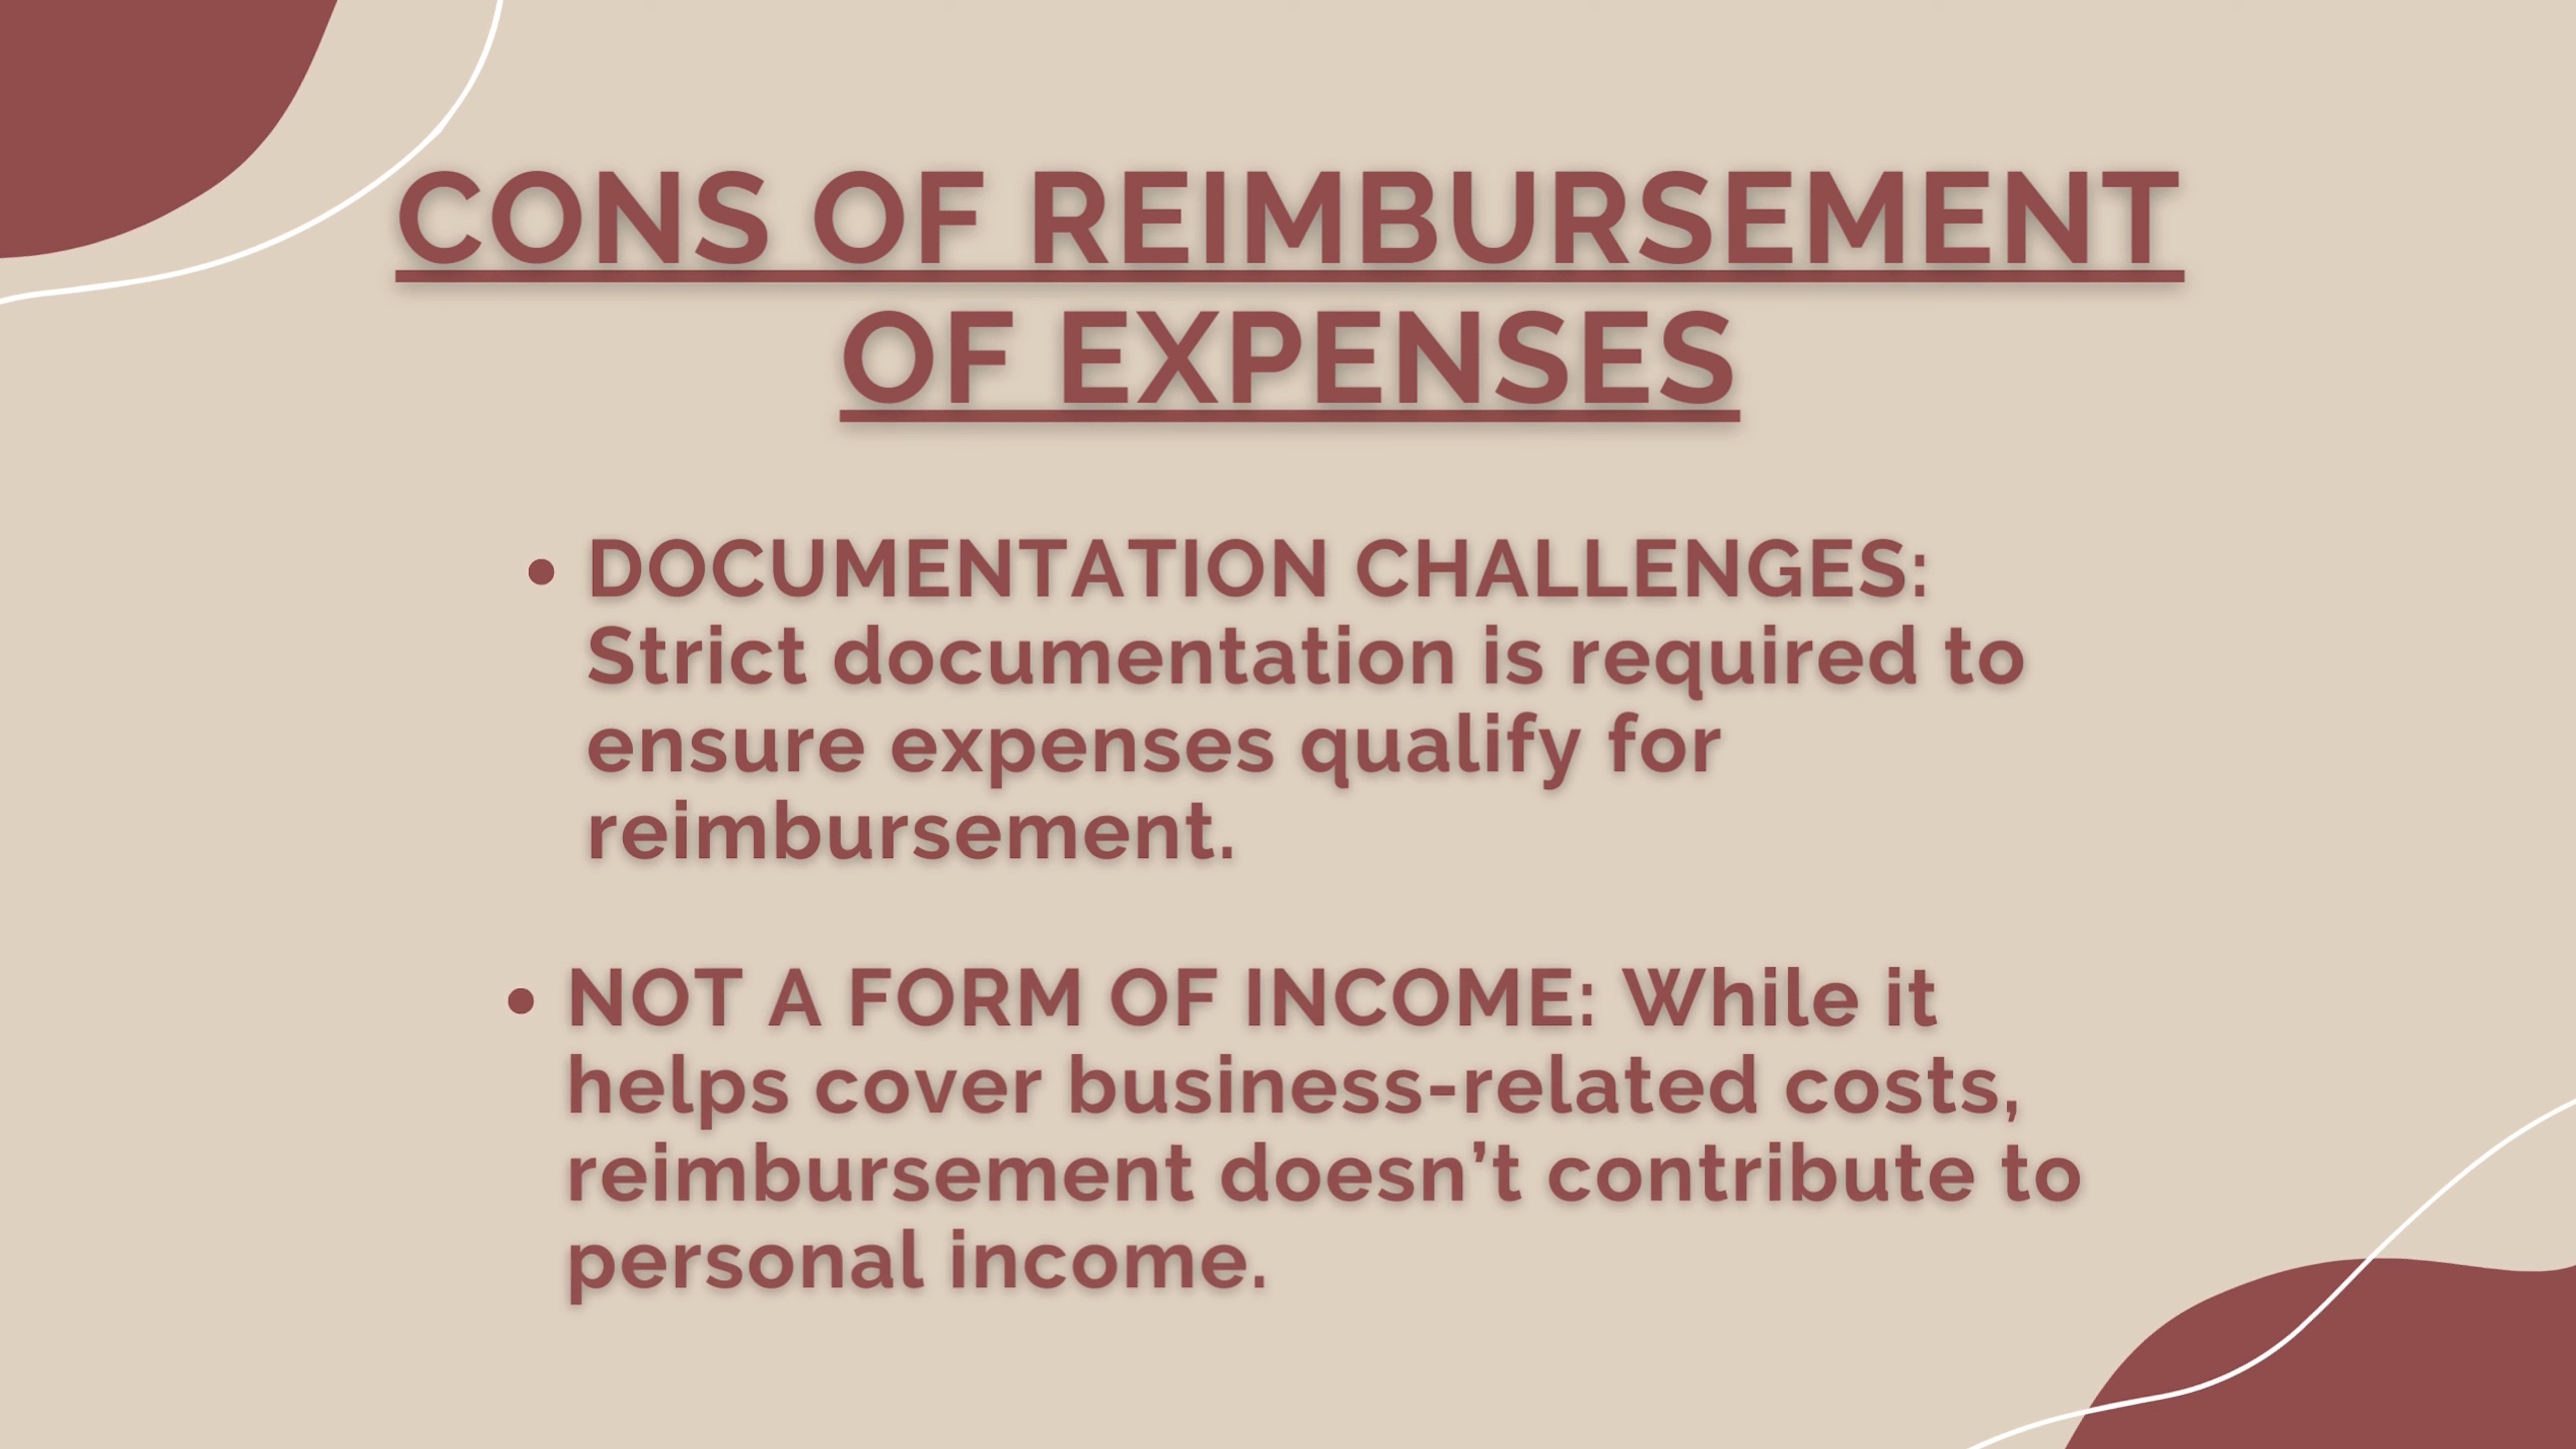 CONS OF REIMBURSEMENT
OF EXPENSES
• DOCUMENTATION CHALLENGES:
Strict documentation is required to
ensure expenses qualify for
reimbursement.
• NOT A FORM OF INCOME: While it
helps cover business-related costs,
reimbursement doesn’t contribute to
personal income.